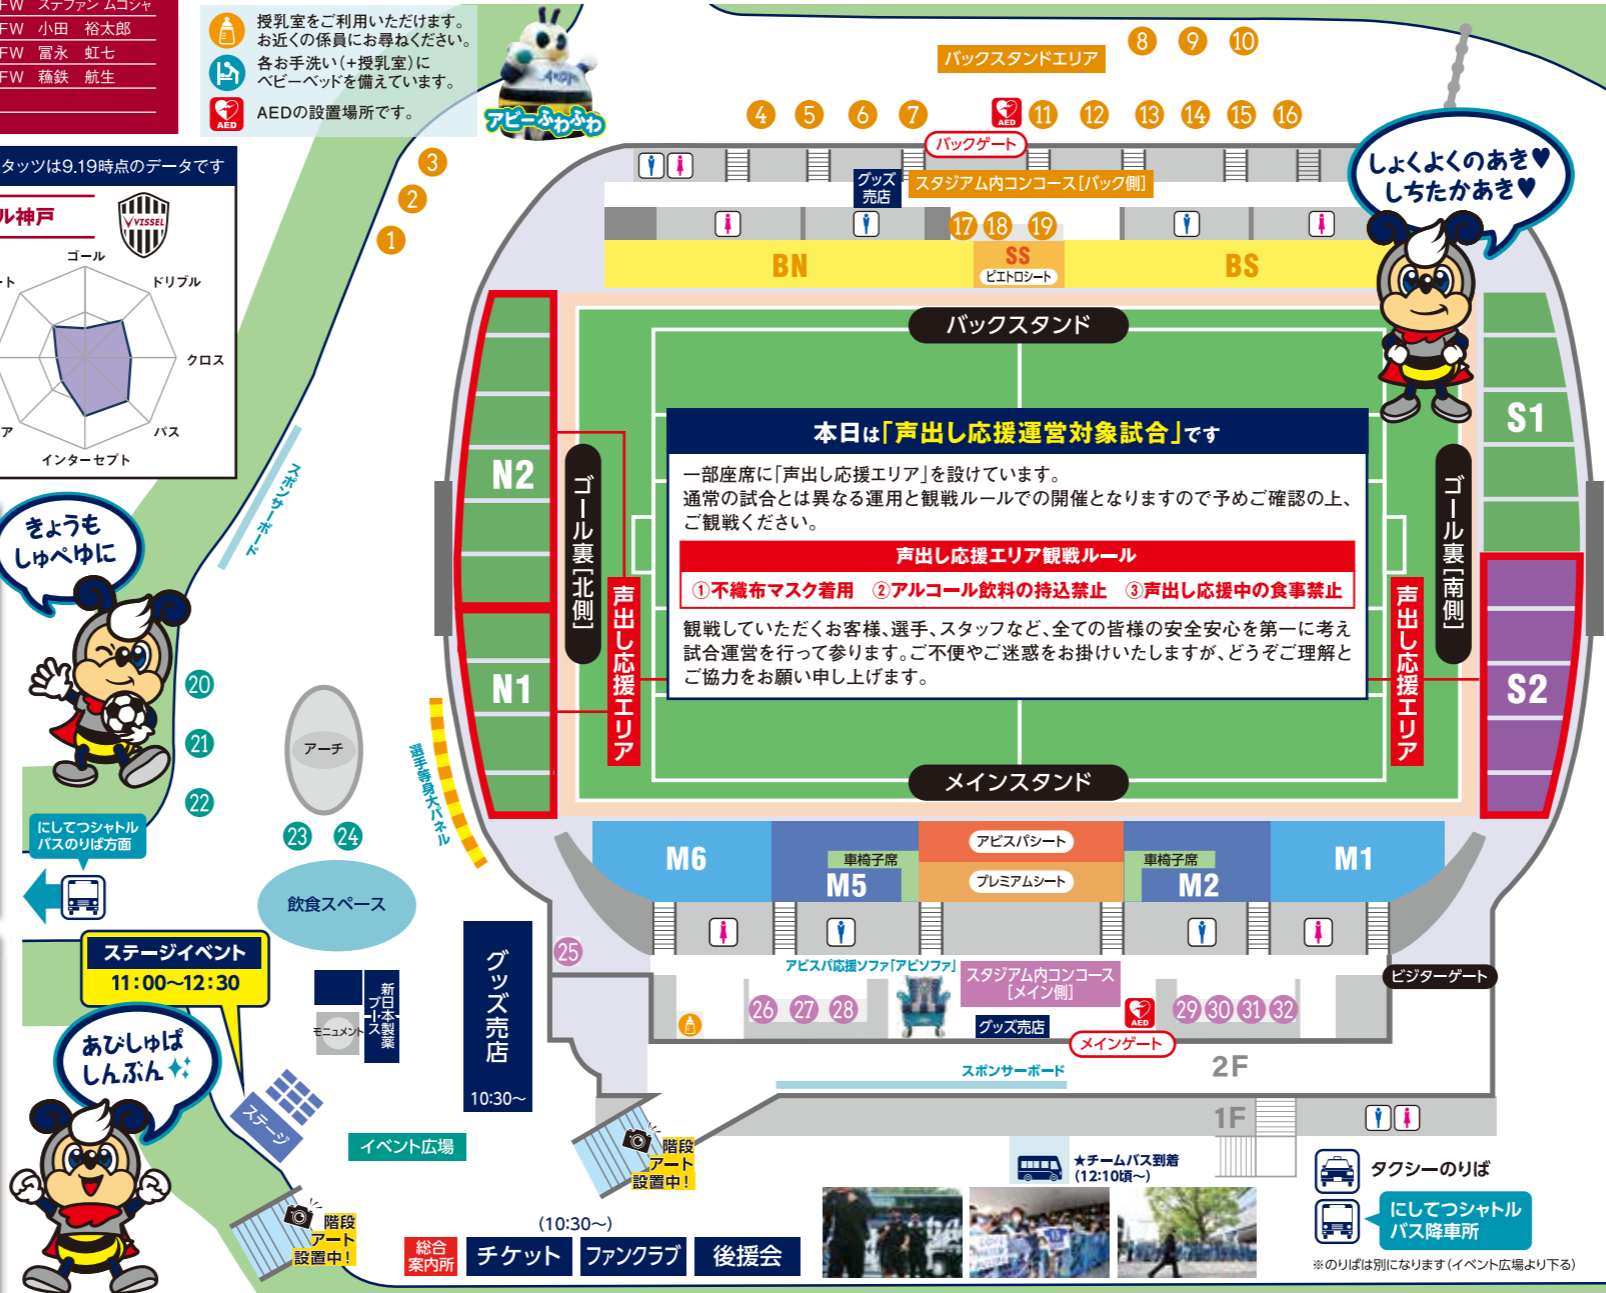 FW ステファン ムゴシャ
FW 小田 裕太郎
FW 冨永 虹七
FW 蘓鉄 航生
授乳室をご利用いただけます。
お近くの係員にお尋ねください。
各お手洗い(+授乳室)に
ベビーベッドを備えています。
AED
AEDの設置場所です。
アビーふわふわ
バックスタンドエリア
8 9 10
4 5 6 7
AED
11 12 13 14 15 16
バックゲート
しょくよくのあき♥
しちたかあき♥
3
2
1
タッツは9.19時点のデータです
ル神戸
VISSEL
ゴール
ート
ドリブル
クロス
ア
パス
インターセプト
グッズ
売店
スタジアム内コンコース[バック側]
17 18 19
BN
SS
ピエトロシート
BS
バックスタンド
N2
N1
S1
S2
ゴール裏[北側]
ゴール裏[南側]
声出し応援エリア
声出し応援エリア
本日は「声出し応援運営対象試合」です
一部座席に「声出し応援エリア」を設けています。
通常の試合とは異なる運用と観戦ルールでの開催となりますので予めご確認の上、
ご観戦ください。
声出し応援エリア観戦ルール
①不織布マスク着用 ②アルコール飲料の持込禁止 ③声出し応援中の食事禁止
観戦していただくお客様、選手、スタッフなど、全ての皆様の安全安心を第一に考え
試合運営を行って参ります。ご不便やご迷惑をお掛けいたしますが、どうぞご理解と
ご協力をお願い申し上げます。
メインスタンド
スポンサーボード
きょうも
しゅぺゆに
20
21
22
アーチ
23 24
選手等身大パネル
にしてつシャトル
バスのりば方面
飲食スペース
M6
M5
車椅子席
アビスパシート
プレミアムシート
車椅子席
M2
M1
ステージイベント
11:00〜12:30
グッズ売店
10:30〜
25
アビスパ応援ソファ「アビソファ」
スタジアム内コンコース
[メイン側]
ビジターゲート
26 27 28
グッズ売店
AED
29 30 31 32
メインゲート
2F
スポンサーボード
1F
新日本製薬
ブース
モニュメント
あびしゅぱ
しんぶん
ステージ
イベント広場
階段
アート
設置中!
階段
アート
設置中!
★チームバス到着
(12:10頃〜)
タクシーのりば
にしてつシャトル
バス降車所
※のりばは別になります(イベント広場より下る)
(10:30〜)
総合
案内所
チケット
ファンクラブ
後援会